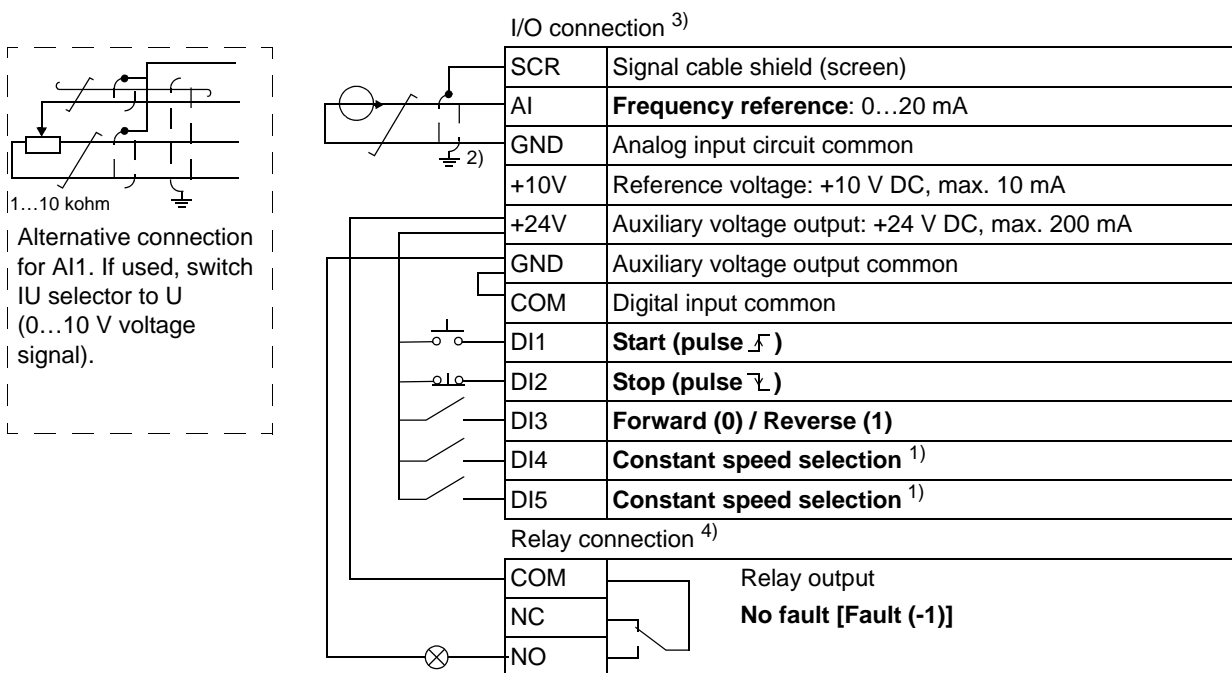 I/O connection 3)
SCR Signal cable shield (screen)
AI Frequency reference: 0…20 mA
GND Analog input circuit common
2)
+10V Reference voltage: +10 V DC, max. 10 mA
1…10 kohm
+24V Auxiliary voltage output: +24 V DC, max. 200 mA
Alternative connection
for AI1. If used, switch
IU selector to U
(0…10 V voltage
signal).
GND Auxiliary voltage output common
COM Digital input common
DI1 Start (pulse )
DI2 Stop (pulse )
DI3 Forward (0) / Reverse (1)
DI4 Constant speed selection 1)
DI5 Constant speed selection 1)
Relay connection 4)
COM Relay output
NC No fault [Fault (-1)]
NO